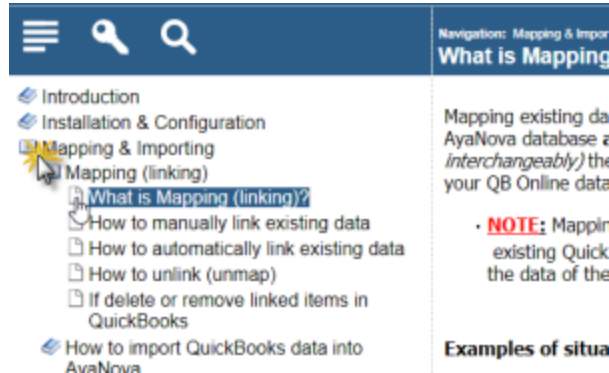 Navigation: Mapping & Impor
What is Mapping
Introduction
Installation & Configuration
Mapping & Importing
Mapping (linking)
What is Mapping (linking)?
How to manually link existing data
How to automatically link existing data
How to unlink (unmap)
If delete or remove linked items in
QuickBooks
How to import QuickBooks data into
AyaNova
Mapping existing da
AyaNova database a
interchangeably) the
your QB Online data
· NOTE: Mappin
existing Quick
the data of the
Examples of situa